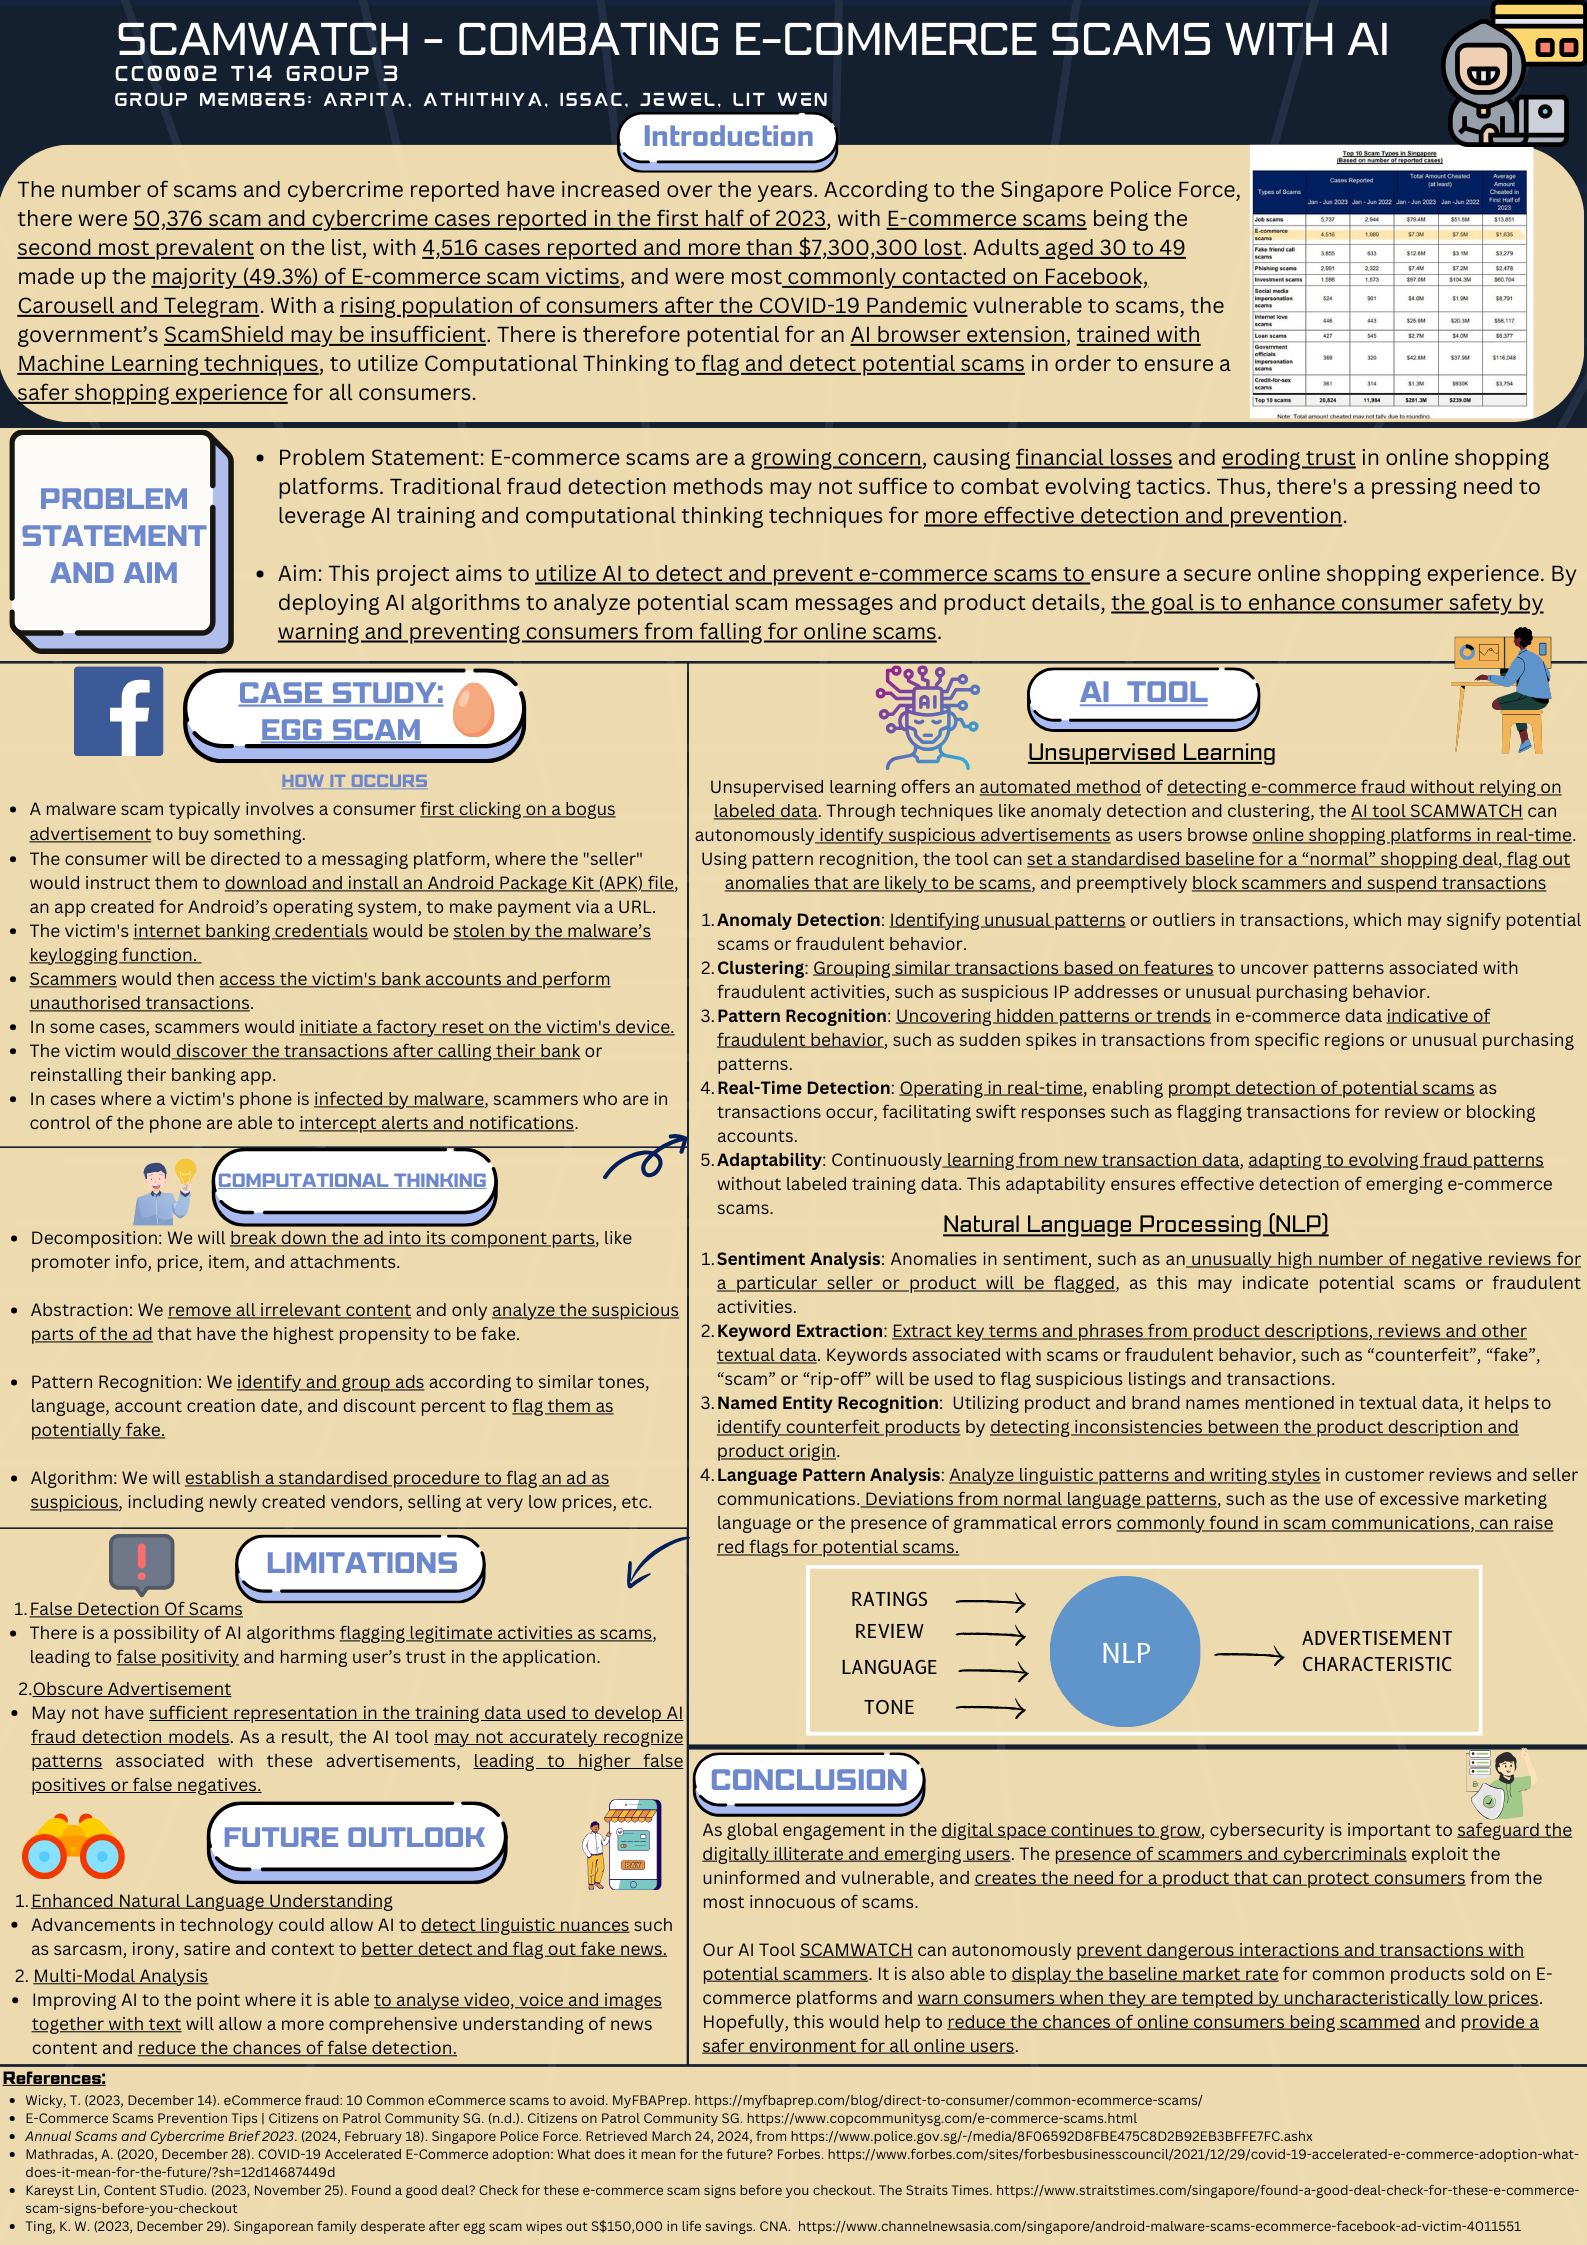 SCAMWATCH - COMBATING E-COMMERCE SCAMS WITH AI
CC0002 T14 GROUP 3
GROUP MEMBERS: ARPITA, ATHITHIYA, ISSAC, JEWEL, LIT WEN
Introduction
The number of scams and cybercrime reported have increased over the years. According to the Singapore Police Force,
there were 50,376 scam and cybercrime cases reported in the first half of 2023, with E-commerce scams being the
second most prevalent on the list, with 4,516 cases reported and more than $7,300,300 lost. Adults aged 30 to 49
made up the majority (49.3%) of E-commerce scam victims, and were most commonly contacted on Facebook,
Carousell and Telegram. With a rising population of consumers after the COVID-19 Pandemic vulnerable to scams, the
government’s ScamShield may be insufficient. There is therefore potential for an AI browser extension, trained with
Machine Learning techniques, to utilize Computational Thinking to flag and detect potential scams in order to ensure a
safer shopping experience for all consumers.
Top 10 Scam Types in Singapore
(Based on number of reported cases)
Types of Scams
Cases Reported
Total Amount Cheated (at least)
Average Amount Cheated in First Half of 2023
Jan - Jun 2023 Jan - Jun 2022 Jan - Jun 2023 Jan - Jun 2022
Job scams 5,737 2,944 $79.4M $51.6M $13,851
E-commerce scams 4,516 $7.3M $7.5M $1,635
Fake friend call scams 3,855 833 $12.6M $3.1M $3,279
Phishing scams 2,991 2,322 $7.4M $7.2M $2,478
Investment scams 1,573 $97.0M $104.3M $60,704
Social media impersonation scams 524 901 $4.6M $1.9M $8,791
Internet love scams 446 443 $25.9M $20.3M $58,117
Loan scams 427 545 $2.7M $4.0M $6,377
Government officials impersonation scams 369 320 $42.8M $37.9M $116,048
Credit-for-sex scams 361 314 $1.3M $930K $3,754
Top 10 scams 20,824 11,984 $281.3M $239.0M
Note: Total amount cheated may not tally due to rounding.
PROBLEM
STATEMENT
AND AIM
• Problem Statement: E-commerce scams are a growing concern, causing financial losses and eroding trust in online shopping
platforms. Traditional fraud detection methods may not suffice to combat evolving tactics. Thus, there's a pressing need to
leverage AI training and computational thinking techniques for more effective detection and prevention.
• Aim: This project aims to utilize AI to detect and prevent e-commerce scams to ensure a secure online shopping experience. By
deploying AI algorithms to analyze potential scam messages and product details, the goal is to enhance consumer safety by
warning and preventing consumers from falling for online scams.
CASE STUDY:
EGG SCAM
HOW IT OCCURS
• A malware scam typically involves a consumer first clicking on a bogus
advertisement to buy something.
• The consumer will be directed to a messaging platform, where the "seller"
would instruct them to download and install an Android Package Kit (APK) file,
an app created for Android’s operating system, to make payment via a URL.
• The victim's internet banking credentials would be stolen by the malware’s
keylogging function.
• Scammers would then access the victim's bank accounts and perform
unauthorised transactions.
• In some cases, scammers would initiate a factory reset on the victim's device.
• The victim would discover the transactions after calling their bank or
reinstalling their banking app.
• In cases where a victim's phone is infected by malware, scammers who are in
control of the phone are able to intercept alerts and notifications.
COMPUTATIONAL THINKING
• Decomposition: We will break down the ad into its component parts, like
promoter info, price, item, and attachments.
• Abstraction: We remove all irrelevant content and only analyze the suspicious
parts of the ad that have the highest propensity to be fake.
• Pattern Recognition: We identify and group ads according to similar tones,
language, account creation date, and discount percent to flag them as
potentially fake.
• Algorithm: We will establish a standardised procedure to flag an ad as
suspicious, including newly created vendors, selling at very low prices, etc.
LIMITATIONS
1. False Detection Of Scams
• There is a possibility of AI algorithms flagging legitimate activities as scams,
leading to false positivity and harming user’s trust in the application.
2. Obscure Advertisement
• May not have sufficient representation in the training data used to develop AI
fraud detection models. As a result, the AI tool may not accurately recognize
patterns associated with these advertisements, leading to higher false
positives or false negatives.
FUTURE OUTLOOK
PAY
1. Enhanced Natural Language Understanding
• Advancements in technology could allow AI to detect linguistic nuances such
as sarcasm, irony, satire and context to better detect and flag out fake news.
2. Multi-Modal Analysis
• Improving AI to the point where it is able to analyse video, voice and images
together with text will allow a more comprehensive understanding of news
content and reduce the chances of false detection.
AI
AI TOOL
Unsupervised Learning
Unsupervised learning offers an automated method of detecting e-commerce fraud without relying on
labeled data. Through techniques like anomaly detection and clustering, the AI tool SCAMWATCH can
autonomously identify suspicious advertisements as users browse online shopping platforms in real-time.
Using pattern recognition, the tool can set a standardised baseline for a “normal” shopping deal, flag out
anomalies that are likely to be scams, and preemptively block scammers and suspend transactions
1. Anomaly Detection: Identifying unusual patterns or outliers in transactions, which may signify potential
scams or fraudulent behavior.
2. Clustering: Grouping similar transactions based on features to uncover patterns associated with
fraudulent activities, such as suspicious IP addresses or unusual purchasing behavior.
3. Pattern Recognition: Uncovering hidden patterns or trends in e-commerce data indicative of
fraudulent behavior, such as sudden spikes in transactions from specific regions or unusual purchasing
patterns.
4. Real-Time Detection: Operating in real-time, enabling prompt detection of potential scams as
transactions occur, facilitating swift responses such as flagging transactions for review or blocking
accounts.
5. Adaptability: Continuously learning from new transaction data, adapting to evolving fraud patterns
without labeled training data. This adaptability ensures effective detection of emerging e-commerce
scams.
Natural Language Processing (NLP)
1. Sentiment Analysis: Anomalies in sentiment, such as an unusually high number of negative reviews for
a particular seller or product will be flagged, as this may indicate potential scams or fraudulent
activities.
2. Keyword Extraction: Extract key terms and phrases from product descriptions, reviews and other
textual data. Keywords associated with scams or fraudulent behavior, such as “counterfeit”, “fake”,
“scam” or “rip-off” will be used to flag suspicious listings and transactions.
3. Named Entity Recognition: Utilizing product and brand names mentioned in textual data, it helps to
identify counterfeit products by detecting inconsistencies between the product description and
product origin.
4. Language Pattern Analysis: Analyze linguistic patterns and writing styles in customer reviews and seller
communications. Deviations from normal language patterns, such as the use of excessive marketing
language or the presence of grammatical errors commonly found in scam communications, can raise
red flags for potential scams.
RATINGS
REVIEW
LANGUAGE
TONE
NLP
ADVERTISEMENT
CHARACTERISTIC
CONCLUSION
As global engagement in the digital space continues to grow, cybersecurity is important to safeguard the
digitally illiterate and emerging users. The presence of scammers and cybercriminals exploit the
uninformed and vulnerable, and creates the need for a product that can protect consumers from the
most innocuous of scams.
Our AI Tool SCAMWATCH can autonomously prevent dangerous interactions and transactions with
potential scammers. It is also able to display the baseline market rate for common products sold on E-
commerce platforms and warn consumers when they are tempted by uncharacteristically low prices.
Hopefully, this would help to reduce the chances of online consumers being scammed and provide a
safer environment for all online users.
References:
• Wicky, T. (2023, December 14). eCommerce fraud: 10 Common eCommerce scams to avoid. MyFBAPrep. https://myfbaprep.com/blog/direct-to-consumer/common-ecommerce-scams/
• E-Commerce Scams Prevention Tips | Citizens on Patrol Community SG. (n.d.). Citizens on Patrol Community SG. https://www.copcommunitysg.com/e-commerce-scams.html
• Annual Scams and Cybercrime Brief 2023. (2024, February 18). Singapore Police Force. Retrieved March 24, 2024, from https://www.police.gov.sg/-/media/8F06592D8FBE475C8D2B92EB3BFFE7FC.ashx
• Mathradas, A. (2020, December 28). COVID-19 Accelerated E-Commerce adoption: What does it mean for the future? Forbes. https://www.forbes.com/sites/forbesbusinesscouncil/2021/12/29/covid-19-accelerated-e-commerce-adoption-what-
does-it-mean-for-the-future/?sh=12d14687449d
• Kareyst Lin, Content STudio. (2023, November 25). Found a good deal? Check for these e-commerce scam signs before you checkout. The Straits Times. https://www.straitstimes.com/singapore/found-a-good-deal-check-for-these-e-commerce-
scam-signs-before-you-checkout
• Ting, K. W. (2023, December 29). Singaporean family desperate after egg scam wipes out S$150,000 in life savings. CNA. https://www.channelnewsasia.com/singapore/android-malware-scams-ecommerce-facebook-ad-victim-4011551